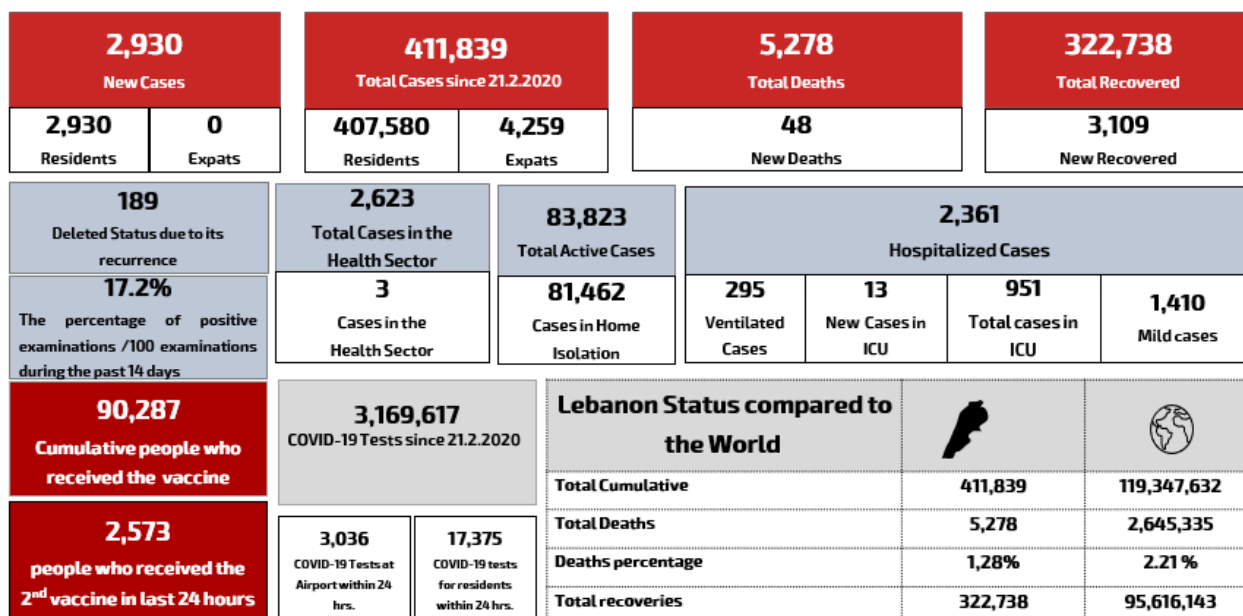 2,930
New Cases
2,930
Residents
0
Expats
411,839
Total Cases since 21.2.2020
407,580
Residents
4,259
Expats
5,278
Total Deaths
48
New Deaths
322,738
Total Recovered
3,109
New Recovered
189
Deleted Status due to its
recurrence
17.2%
The percentage of positive
examinations /100 examinations
during the past 14 days
2,623
Total Cases in the
Health Sector
3
Cases in the
Health Sector
83,823
Total Active Cases
81,462
Cases in Home
Isolation
2,361
Hospitalized Cases
295
Ventilated
Cases
13
New Cases in
ICU
951
Total cases in
ICU
1,410
Mild cases
90,287
Cumulative people who
received the vaccine
2,573
people who received the
2nd vaccine in last 24 hours
3,169,617
COVID-19 Tests since 21.2.2020
3,036
COVID-19 Tests at
Airport within 24
hrs.
17,375
COVID-19 tests
for residents
within 24 hrs.
Lebanon Status compared to
the World
Total Cumulative 411,839 119,347,632
Total Deaths 5,278 2,645,335
Deaths percentage 1,28% 2.21 %
Total recoveries 322,738 95,616,143